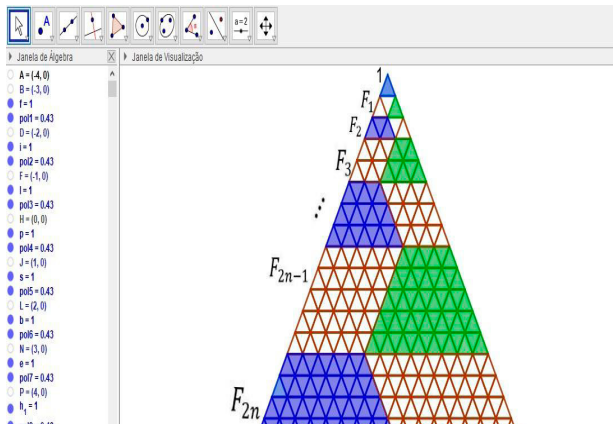 A
a=2
Janela de Álgebra
Janela de Visualização
A = (-4, 0)
B = (-3, 0)
f = 1
pol1 = 0.43
D = (-2, 0)
i = 1
pol2 = 0.43
F = (-1, 0)
l = 1
pol3 = 0.43
H = (0, 0)
p = 1
pol4 = 0.43
J = (1, 0)
s = 1
pol5 = 0.43
L = (2, 0)
b = 1
pol6 = 0.43
N = (3, 0)
e = 1
pol7 = 0.43
P = (4, 0)
h₁ = 1
1
F₁
F₂
F₃
⋰
F₂ₙ₋₁
F₂ₙ